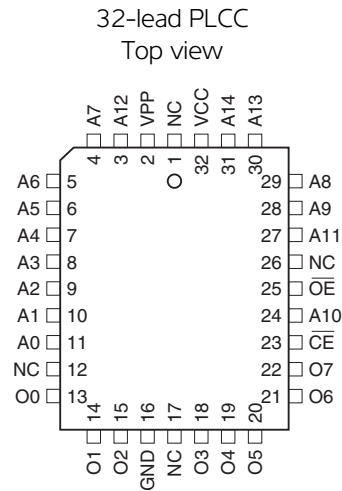 32-lead PLCC
Top view
A7 A12 VPP NC VCC A14 A13
4 3 2 1 32 31 30
A6 5 29 A8
A5 6 28 A9
A4 7 27 A11
A3 8 26 NC
A2 9 25 OE
A1 10 24 A10
A0 11 23 CE
NC 12 22 O7
O0 13 21 O6
14 15 16 17 18 19 20
O1 O2 GND NC O3 O4 O5